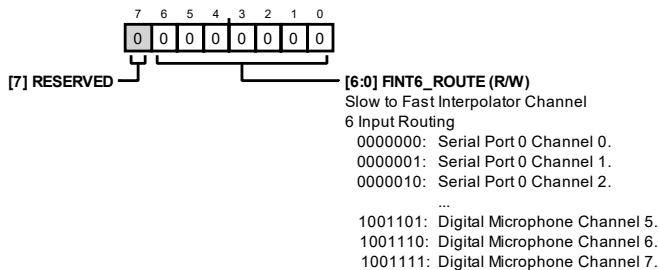 7 6 5 4 3 2 1 0
0 0 0 0 0 0 0 0
[7] RESERVED
[6:0] FINT6_ROUTE (R/W)
Slow to Fast Interpolator Channel
6 Input Routing
0000000: Serial Port 0 Channel 0.
0000001: Serial Port 0 Channel 1.
0000010: Serial Port 0 Channel 2.
...
1001101: Digital Microphone Channel 5.
1001110: Digital Microphone Channel 6.
1001111: Digital Microphone Channel 7.